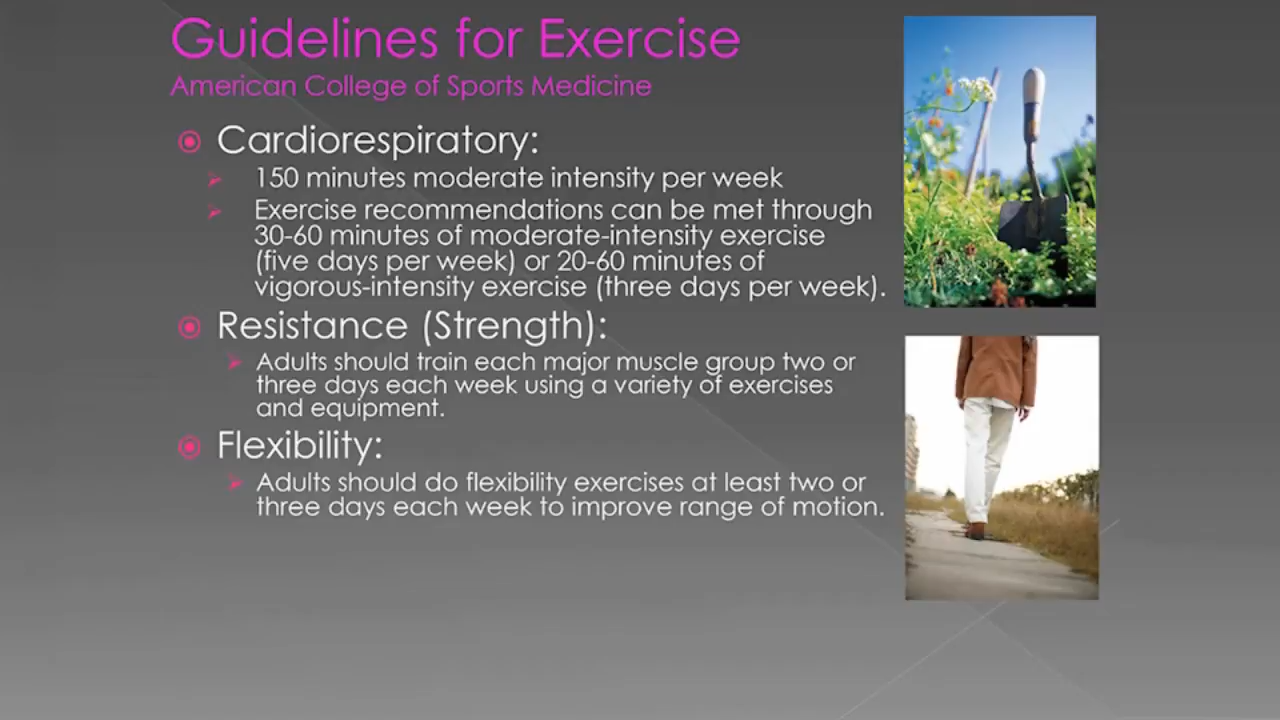 Guidelines for Exercise
American College of Sports Medicine
Cardiorespiratory:
150 minutes moderate intensity per week
Exercise recommendations can be met through
30-60 minutes of moderate-intensity exercise
(five days per week) or 20-60 minutes of
vigorous-intensity exercise (three days per week).
Resistance (Strength):
Adults should train each major muscle group two or
three days each week using a variety of exercises
and equipment.
Flexibility:
Adults should do flexibility exercises at least two or
three days each week to improve range of motion.